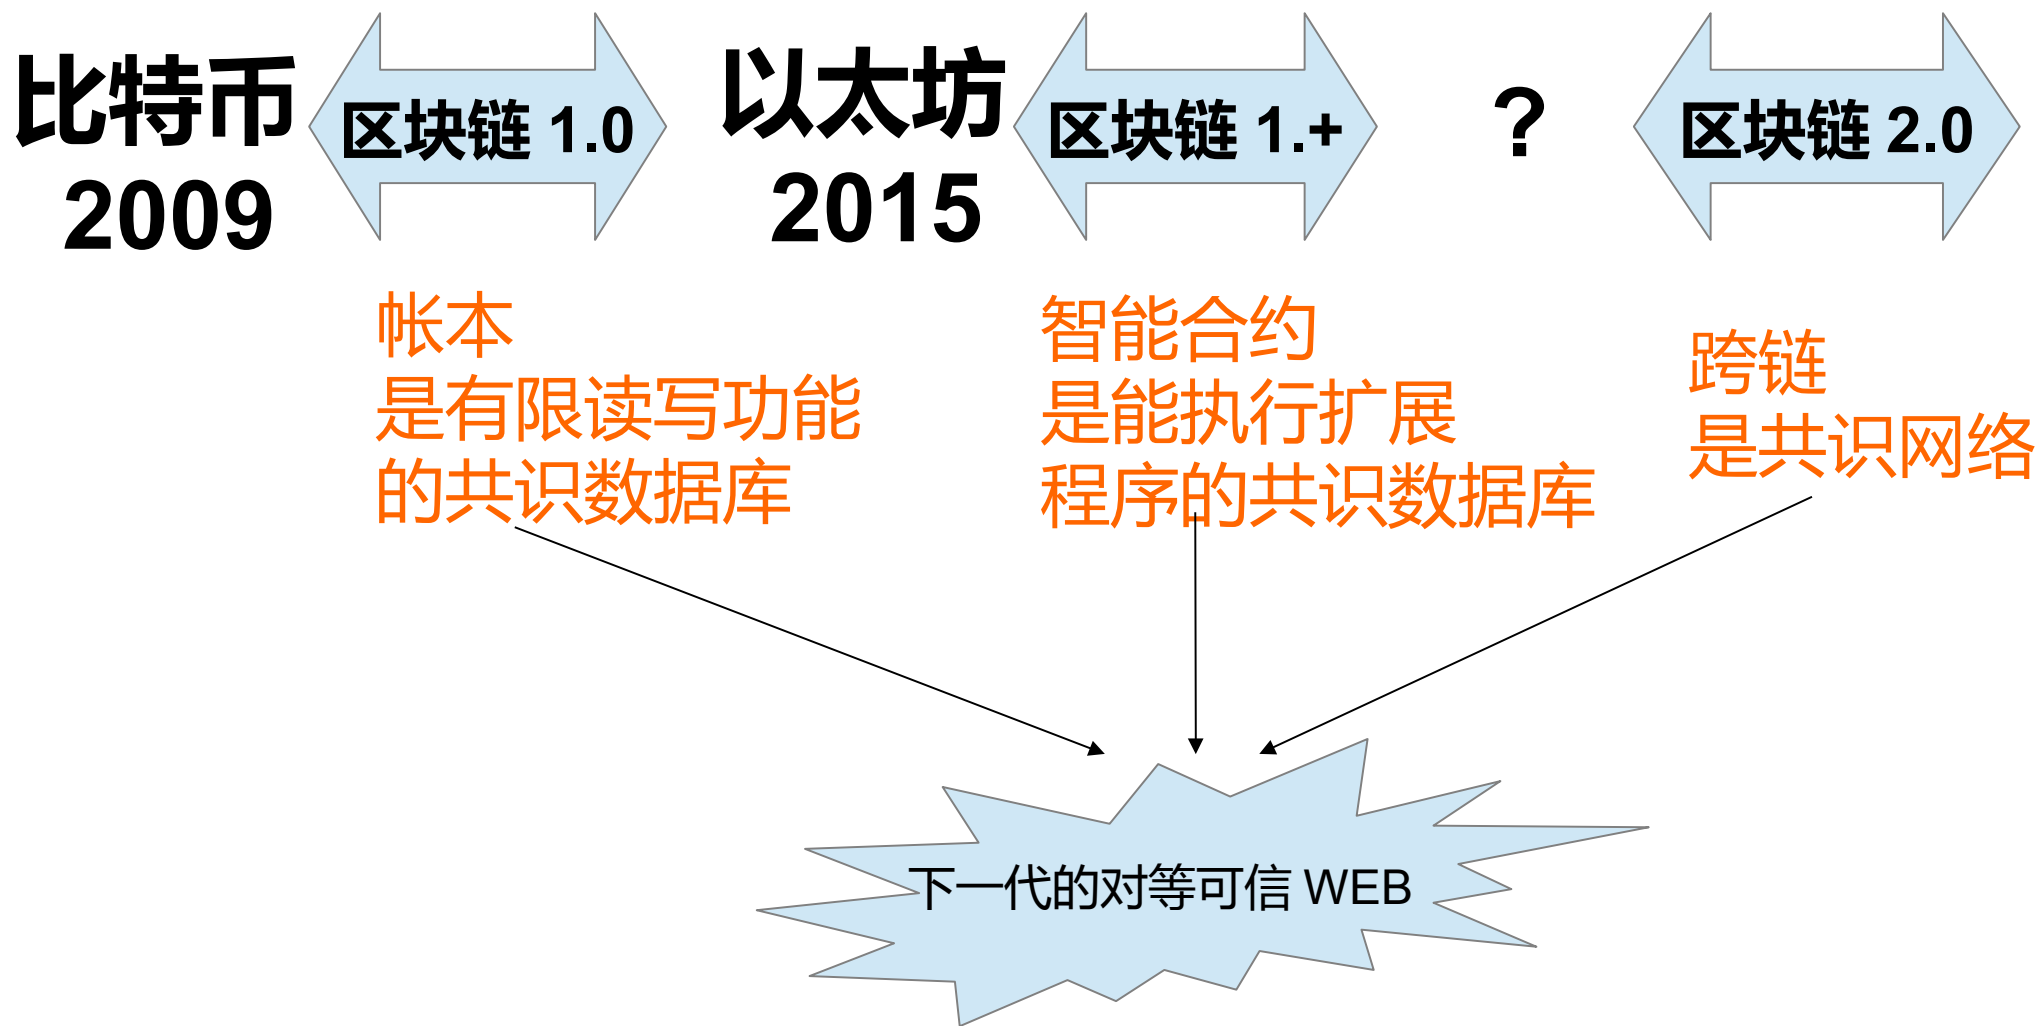 比特币
2009
区块链 1.0
以太坊
2015
区块链 1.+
?
区块链 2.0
帐本
是有限读写功能
的共识数据库
智能合约
是能执行扩展
程序的共识数据库
跨链
是共识网络
下一代的对等可信 WEB